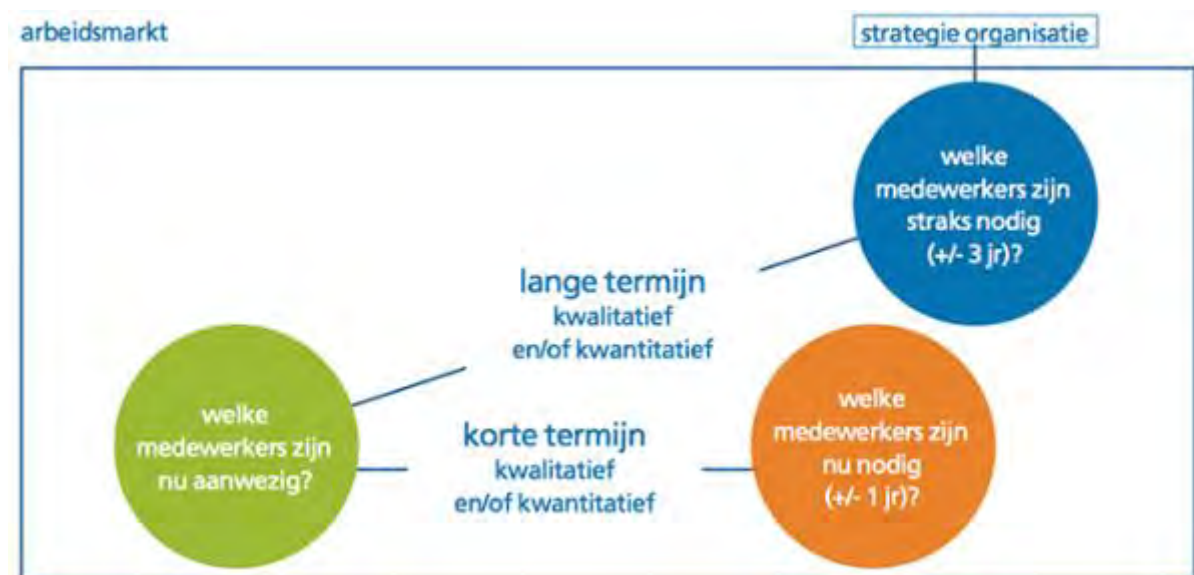 arbeidsmarkt
strategie organisatie
welke
medewerkers zijn
straks nodig
(+/- 3 jr)?
lange termijn
kwalitatief
en/of kwantitatief
welke
medewerkers zijn
nu aanwezig?
korte termijn
kwalitatief
en/of kwantitatief
welke
medewerkers zijn
nu nodig
(+/- 1 jr)?